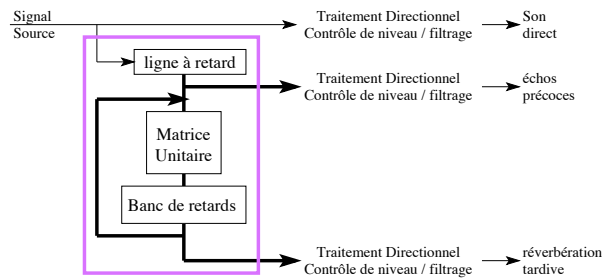 Signal
Source
Traitement Directionnel
Contrôle de niveau / filtrage
Son
direct
ligne à retard
Traitement Directionnel
Contrôle de niveau / filtrage
échos
précoces
Matrice
Unitaire
Banc de retards
Traitement Directionnel
Contrôle de niveau / filtrage
réverbération
tardive